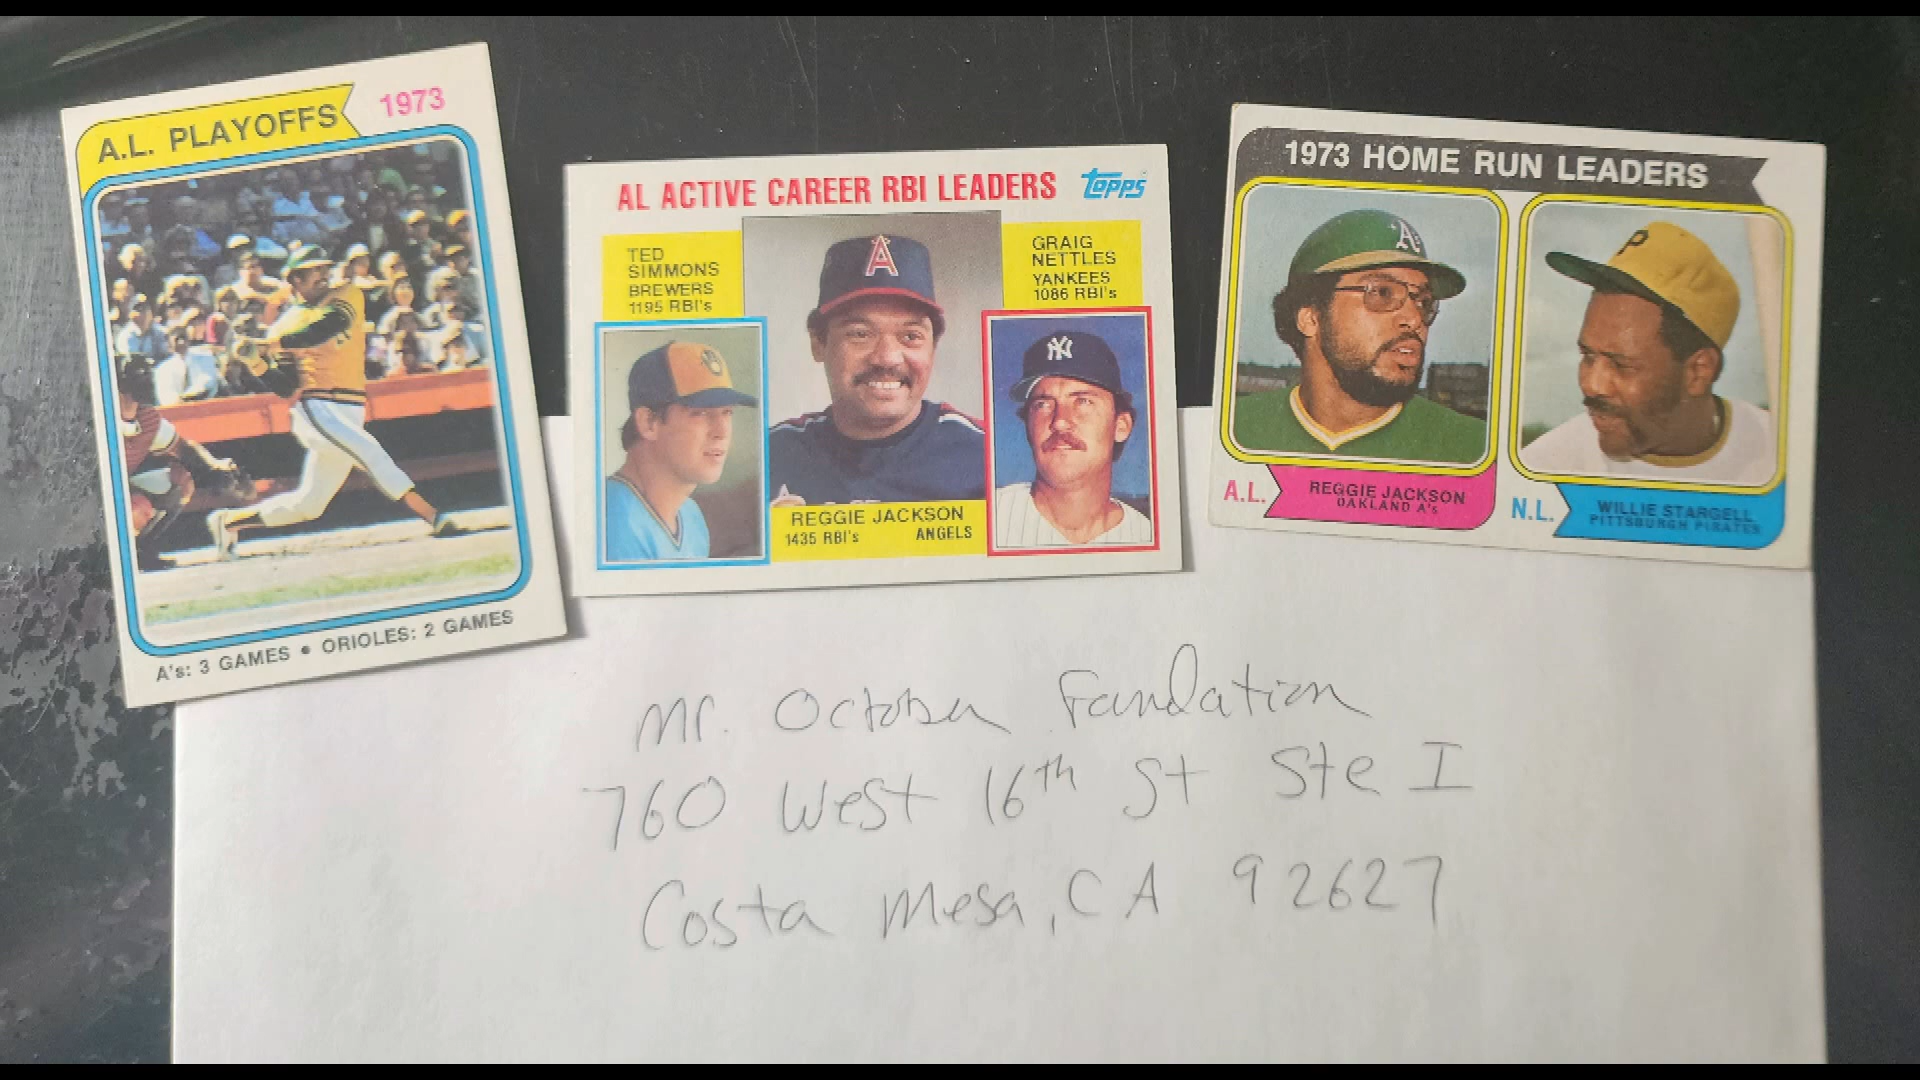 A.L. PLAYOFFS
1973
A's: 3 GAMES • ORIOLES: 2 GAMES
AL ACTIVE CAREER RBI LEADERS
topps
TED
SIMMONS
BREWERS
1195 RBI's
GRAIG
NETTLES
YANKEES
1086 RBI's
A
NY
REGGIE JACKSON
1435 RBI's ANGELS
1973 HOME RUN LEADERS
A's
P
A.L.
REGGIE JACKSON
OAKLAND A's
N.L.
WILLIE STARGELL
PITTSBURGH PIRATES
Mr. October Foundation
760 West 16th St Ste I
Costa Mesa, CA 92627